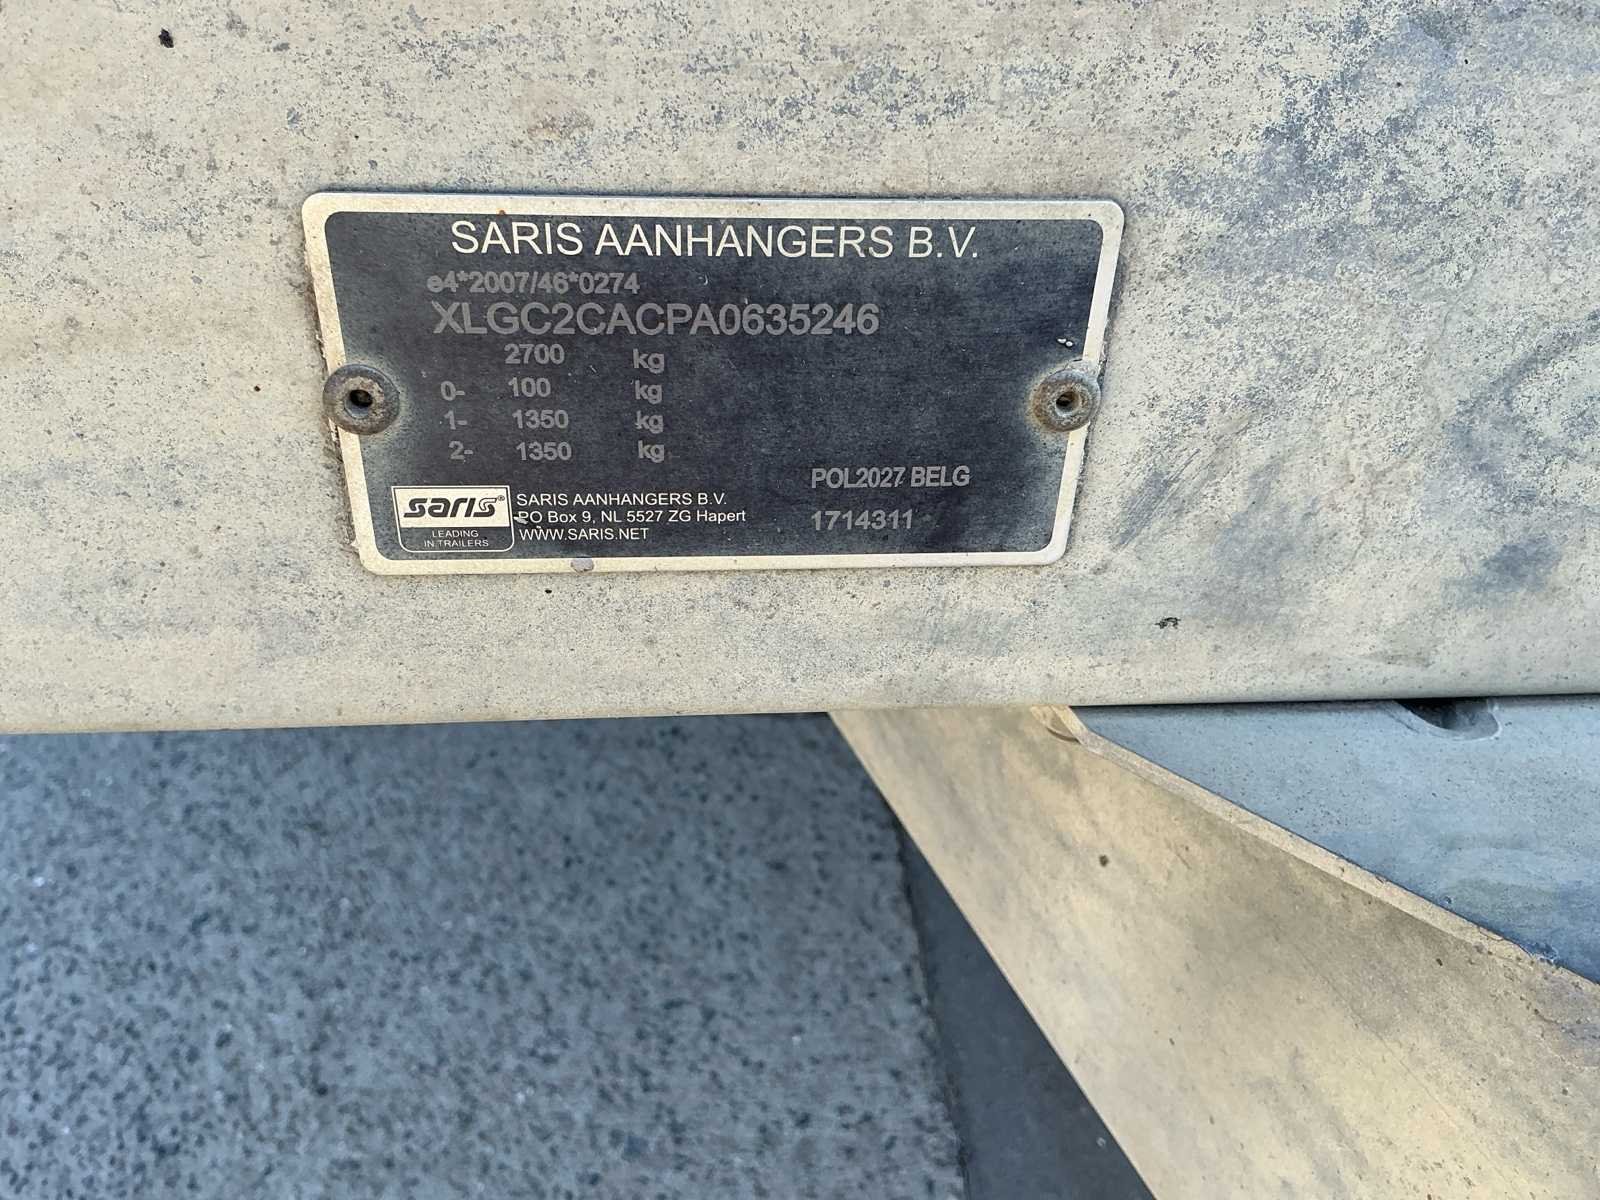 SARIS AANHANGERS B.V.
e4*2007/46*0274
XLGC2CACPA0635246
2700 kg
0- 100 kg
1- 1350 kg
2- 1350 kg
POL2027 BELG
1714311
saris®
LEADING
IN TRAILERS
SARIS AANHANGERS B.V.
PO Box 9, NL 5527 ZG Hapert
WWW.SARIS.NET